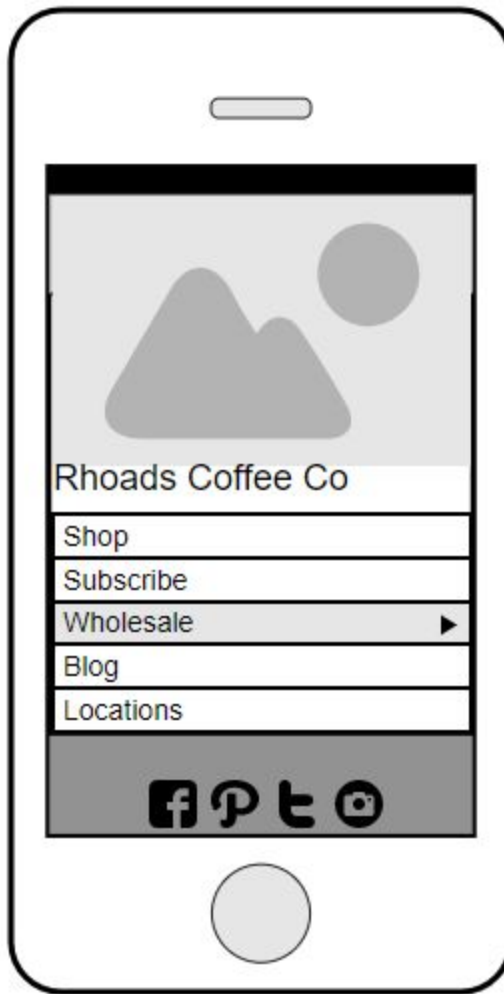 Rhoads Coffee Co
Shop
Subscribe
Wholesale
Blog
Locations